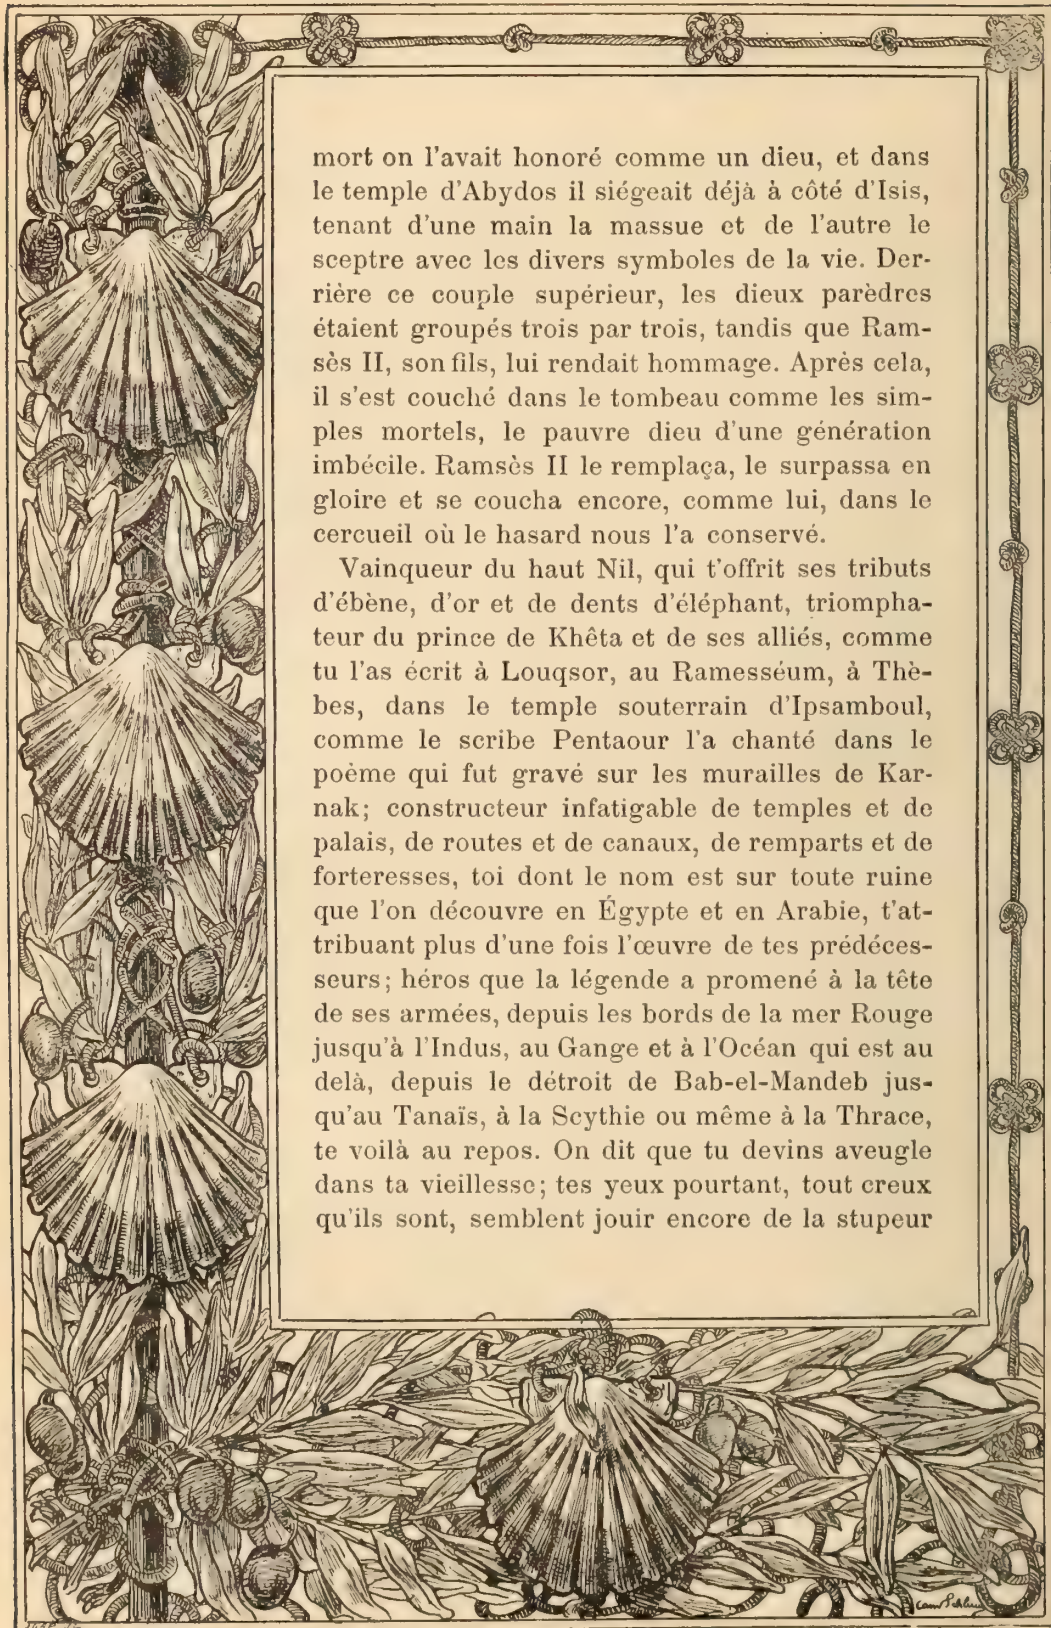 mort on l'avait honoré comme un dieu, et dans
le temple d'Abydos il siégeait déjà à côté d'Isis,
tenant d'une main la massue et de l'autre le
sceptre avec les divers symboles de la vie. Der-
rière ce couple supérieur, les dieux parèdres
étaient groupés trois par trois, tandis que Ram-
sès II, son fils, lui rendait hommage. Après cela,
il s'est couché dans le tombeau comme les sim-
ples mortels, le pauvre dieu d'une génération
imbécile. Ramsès II le remplaça, le surpassa en
gloire et se coucha encore, comme lui, dans le
cercueil où le hasard nous l'a conservé.
Vainqueur du haut Nil, qui t'offrit ses tributs
d'ébène, d'or et de dents d'éléphant, triompha-
teur du prince de Khêta et de ses alliés, comme
tu l'as écrit à Louqsor, au Ramesséum, à Thè-
bes, dans le temple souterrain d'Ipsamboul,
comme le scribe Pentaour l'a chanté dans le
poème qui fut gravé sur les murailles de Kar-
nak; constructeur infatigable de temples et de
palais, de routes et de canaux, de remparts et de
forteresses, toi dont le nom est sur toute ruine
que l'on découvre en Égypte et en Arabie, t'at-
tribuant plus d'une fois l'œuvre de tes prédéces-
seurs; héros que la légende a promené à la tête
de ses armées, depuis les bords de la mer Rouge
jusqu'à l'Indus, au Gange et à l'Océan qui est au
delà, depuis le détroit de Bab-el-Mandeb jus-
qu'au Tanaïs, à la Scythie ou même à la Thrace,
te voilà au repos. On dit que tu devins aveugle
dans ta vieillesse; tes yeux pourtant, tout creux
qu'ils sont, semblent jouir encore de la stupeur